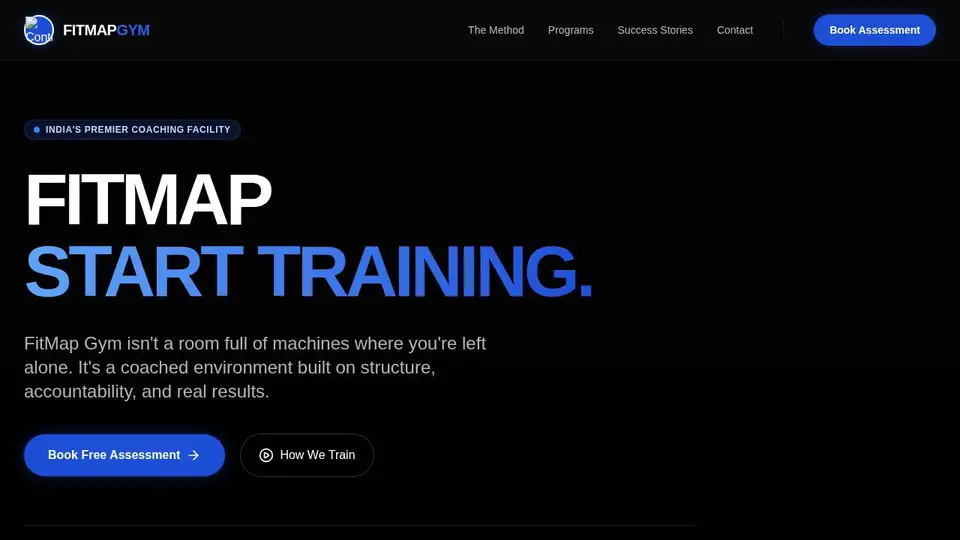 FITMAPGYM
The Method
Programs
Success Stories
Contact
Book Assessment
INDIA'S PREMIER COACHING FACILITY
FITMAP
START TRAINING.
FitMap Gym isn't a room full of machines where you're left
alone. It's a coached environment built on structure,
accountability, and real results.
Book Free Assessment
How We Train